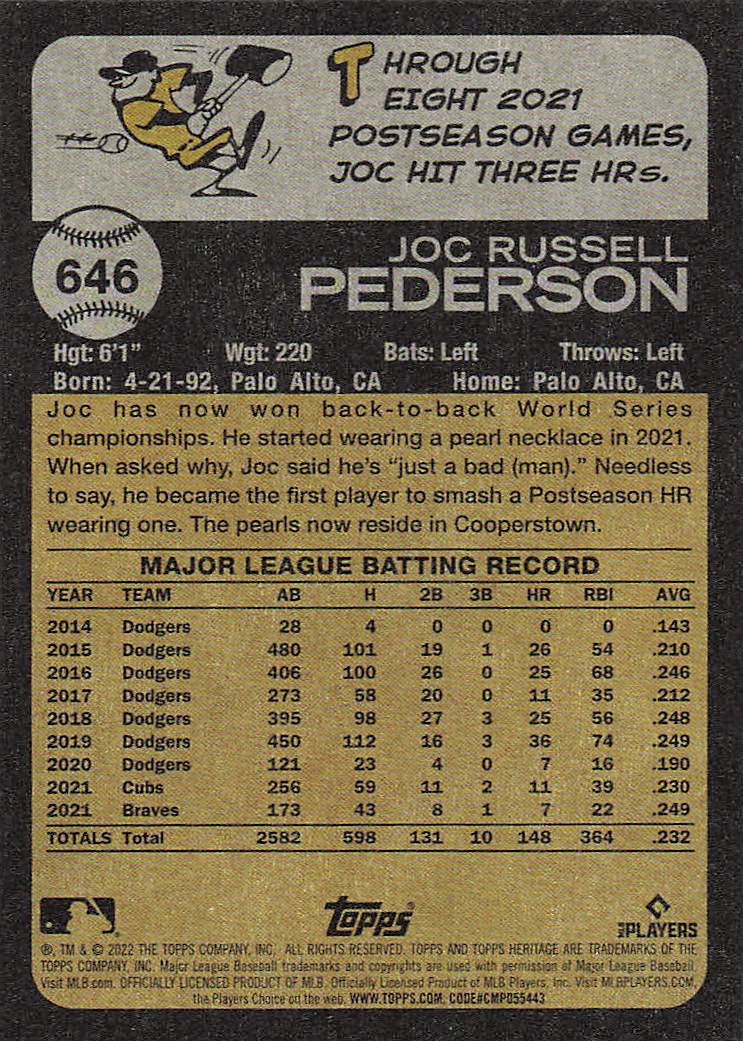 THROUGH
EIGHT 2021
POSTSEASON GAMES,
JOC HIT THREE HRs.
646
JOC RUSSELL
PEDERSON
Hgt: 6'1" Wgt: 220 Bats: Left Throws: Left
Born: 4-21-92, Palo Alto, CA Home: Palo Alto, CA
Joc has now won back-to-back World Series
championships. He started wearing a pearl necklace in 2021.
When asked why, Joc said he's "just a bad (man)." Needless
to say, he became the first player to smash a Postseason HR
wearing one. The pearls now reside in Cooperstown.
MAJOR LEAGUE BATTING RECORD
YEAR TEAM AB H 2B 3B HR RBI AVG
2014 Dodgers 28 4 0 0 0 0 .143
2015 Dodgers 480 101 19 1 26 54 .210
2016 Dodgers 406 100 26 0 25 68 .246
2017 Dodgers 273 58 20 0 11 35 .212
2018 Dodgers 395 98 27 3 25 56 .248
2019 Dodgers 450 112 16 3 36 74 .249
2020 Dodgers 121 23 4 0 7 16 .190
2021 Cubs 256 59 11 2 11 39 .230
2021 Braves 173 43 8 1 7 22 .249
TOTALS Total 2582 598 131 10 148 364 .232
Topps® MLB PLAYERS
®, TM & © 2022 THE TOPPS COMPANY, INC. ALL RIGHTS RESERVED. TOPPS AND TOPPS HERITAGE ARE TRADEMARKS OF THE
TOPPS COMPANY, INC. Major League Baseball trademarks and copyrights are used with permission of Major League Baseball.
Visit MLB.com. OFFICIALLY LICENSED PRODUCT OF MLB. Officially Licensed Product of MLB Players, Inc. Visit MLBPLAYERS.COM,
the Players Choice on the web. WWW.TOPPS.COM. CODE#CMP055443